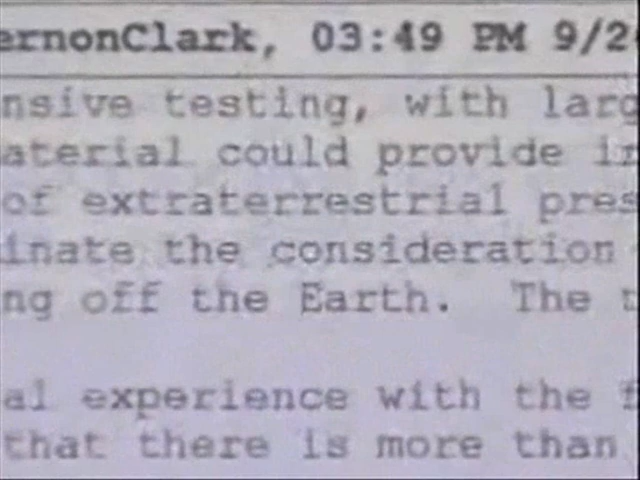 ernonClark, 03:49 PM 9/2
nsive testing, with larg
aterial could provide in
of extraterrestrial pres
inate the consideration
ng off the Earth. The
al experience with the f
that there is more than